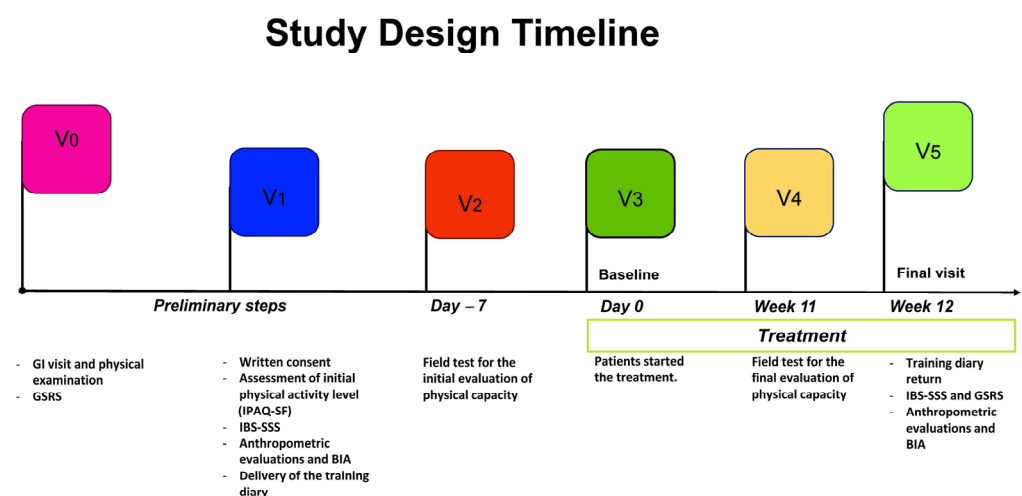 Study Design Timeline
V0
V1
V2
V3
V4
V5
Baseline
Final visit
Preliminary steps
Day – 7
Day 0
Week 11
Week 12
Treatment
- GI visit and physical
examination
- GSRS
- Written consent
- Assessment of initial
physical activity level
(IPAQ-SF)
- IBS-SSS
- Anthropometric
evaluations and BIA
- Delivery of the training
diary
Field test for the
initial evaluation of
physical capacity
Patients started
the treatment.
Field test for the
final evaluation of
physical capacity
- Training diary
return
- IBS-SSS and GSRS
- Anthropometric
evaluations and
BIA